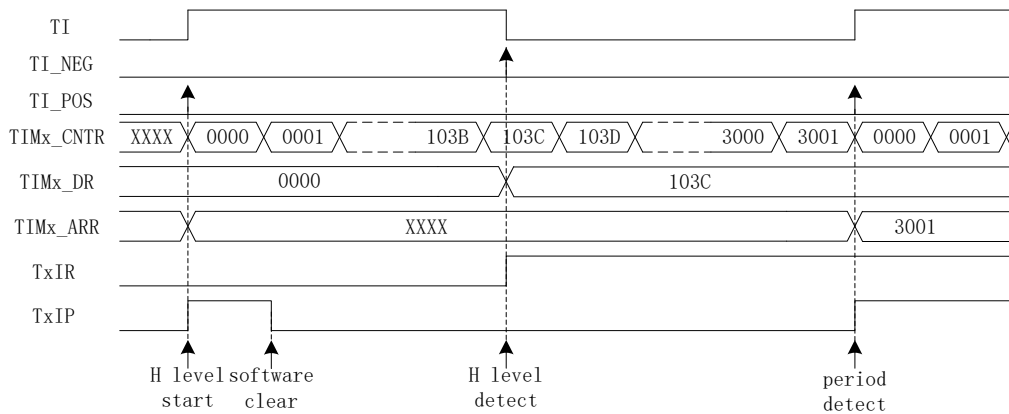 TI
TI_NEG
TI_POS
TIMx_CNTR XXXX 0000 0001 103B 103C 103D 3000 3001 0000 0001
TIMx_DR 0000 103C
TIMx_ARR XXXX 3001
TxIR
TxIP
H level start
software clear
H level detect
period detect